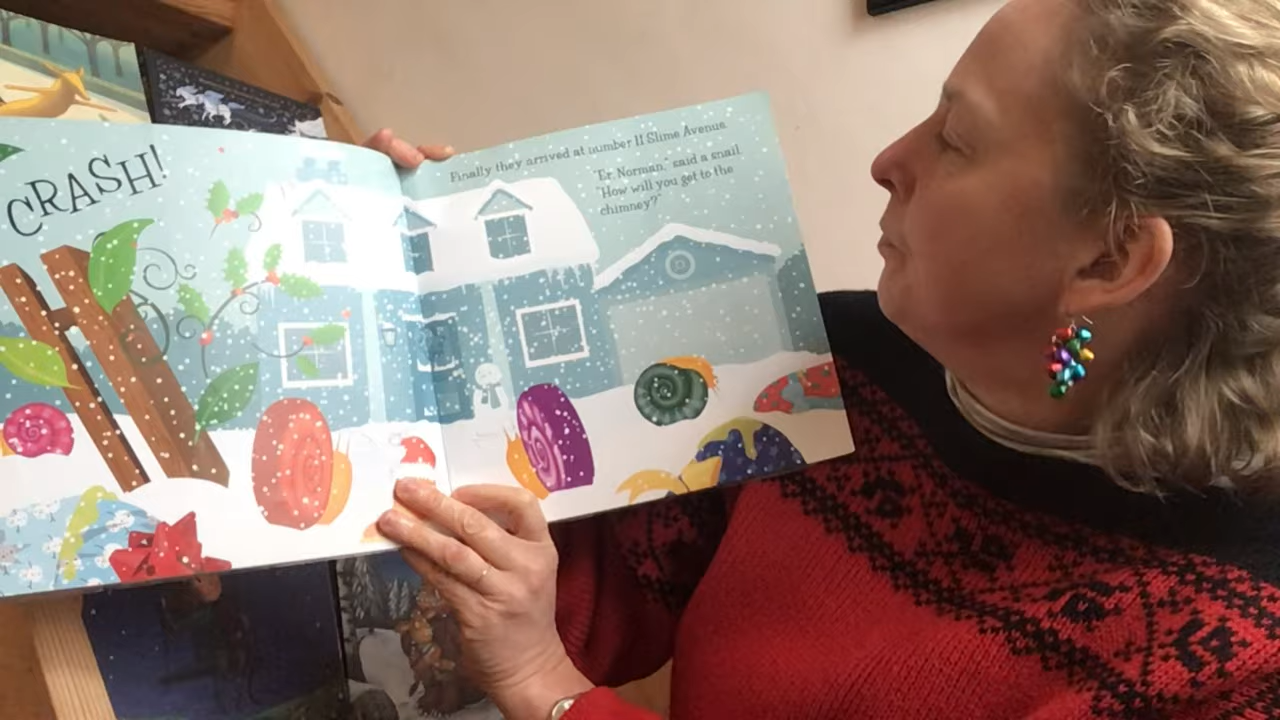 CRASH!
Finally they arrived at number 11 Slime Avenue.
"Er, Norman," said a snail.
"How will you get to the
chimney?"